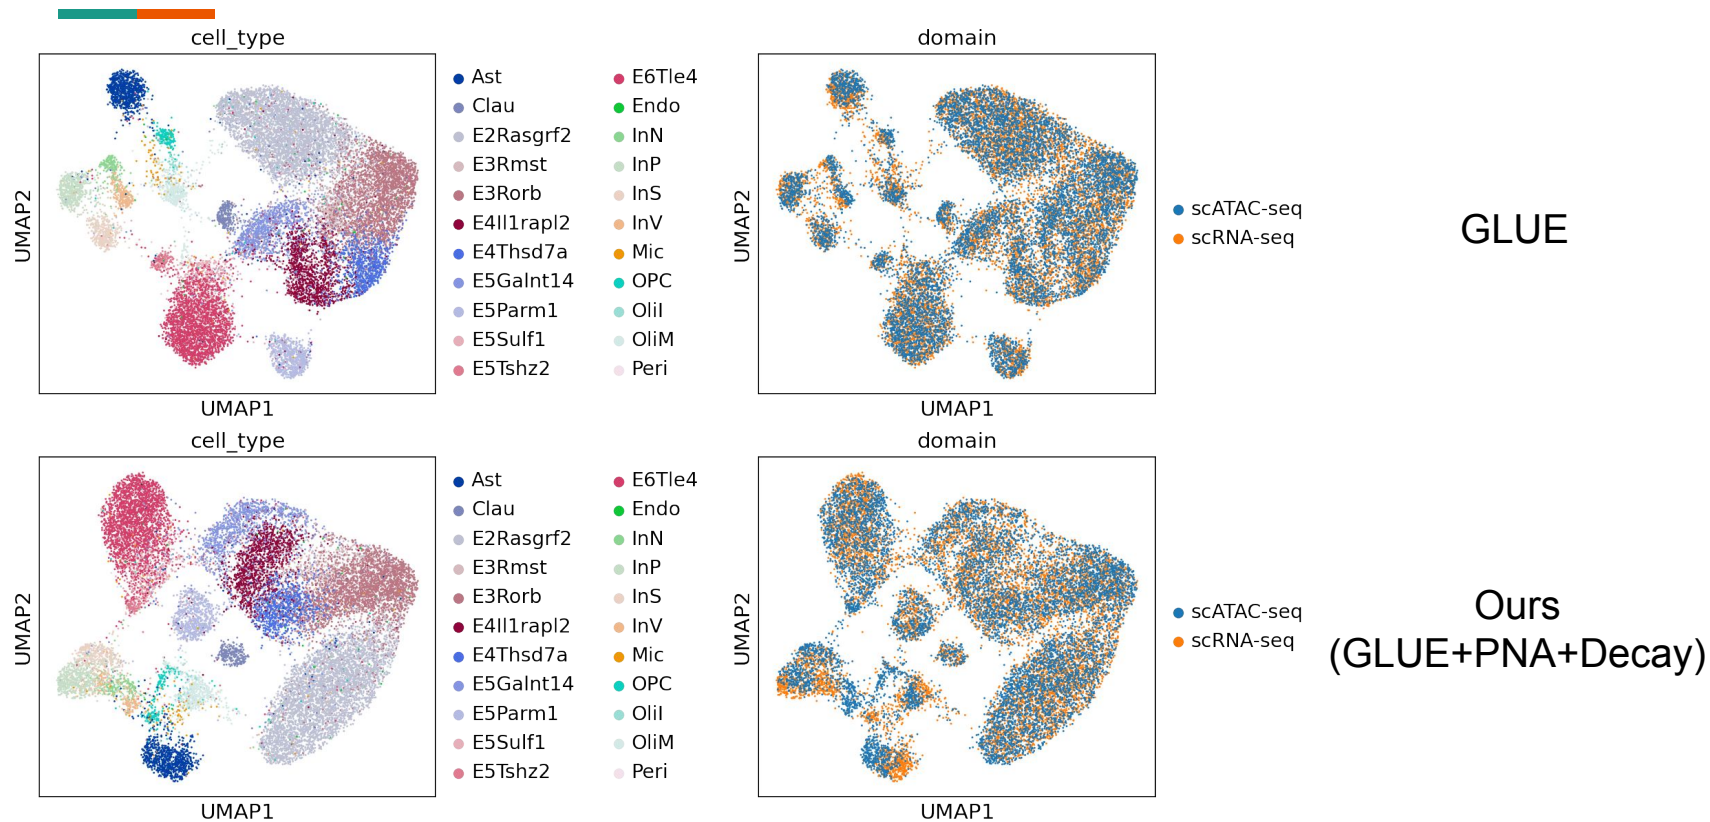 cell_type
domain
UMAP2
UMAP1
Ast
Clau
E2Rasgrf2
E3Rmst
E3Rorb
E4Il1rapl2
E4Thsd7a
E5Galnt14
E5Parm1
E5Sulf1
E5Tshz2
E6Tle4
Endo
InN
InP
InS
InV
Mic
OPC
OliI
OliM
Peri
UMAP2
UMAP1
scATAC-seq
scRNA-seq
GLUE
cell_type
domain
UMAP2
UMAP1
Ast
Clau
E2Rasgrf2
E3Rmst
E3Rorb
E4Il1rapl2
E4Thsd7a
E5Galnt14
E5Parm1
E5Sulf1
E5Tshz2
E6Tle4
Endo
InN
InP
InS
InV
Mic
OPC
OliI
OliM
Peri
UMAP2
UMAP1
scATAC-seq
scRNA-seq
Ours
(GLUE+PNA+Decay)